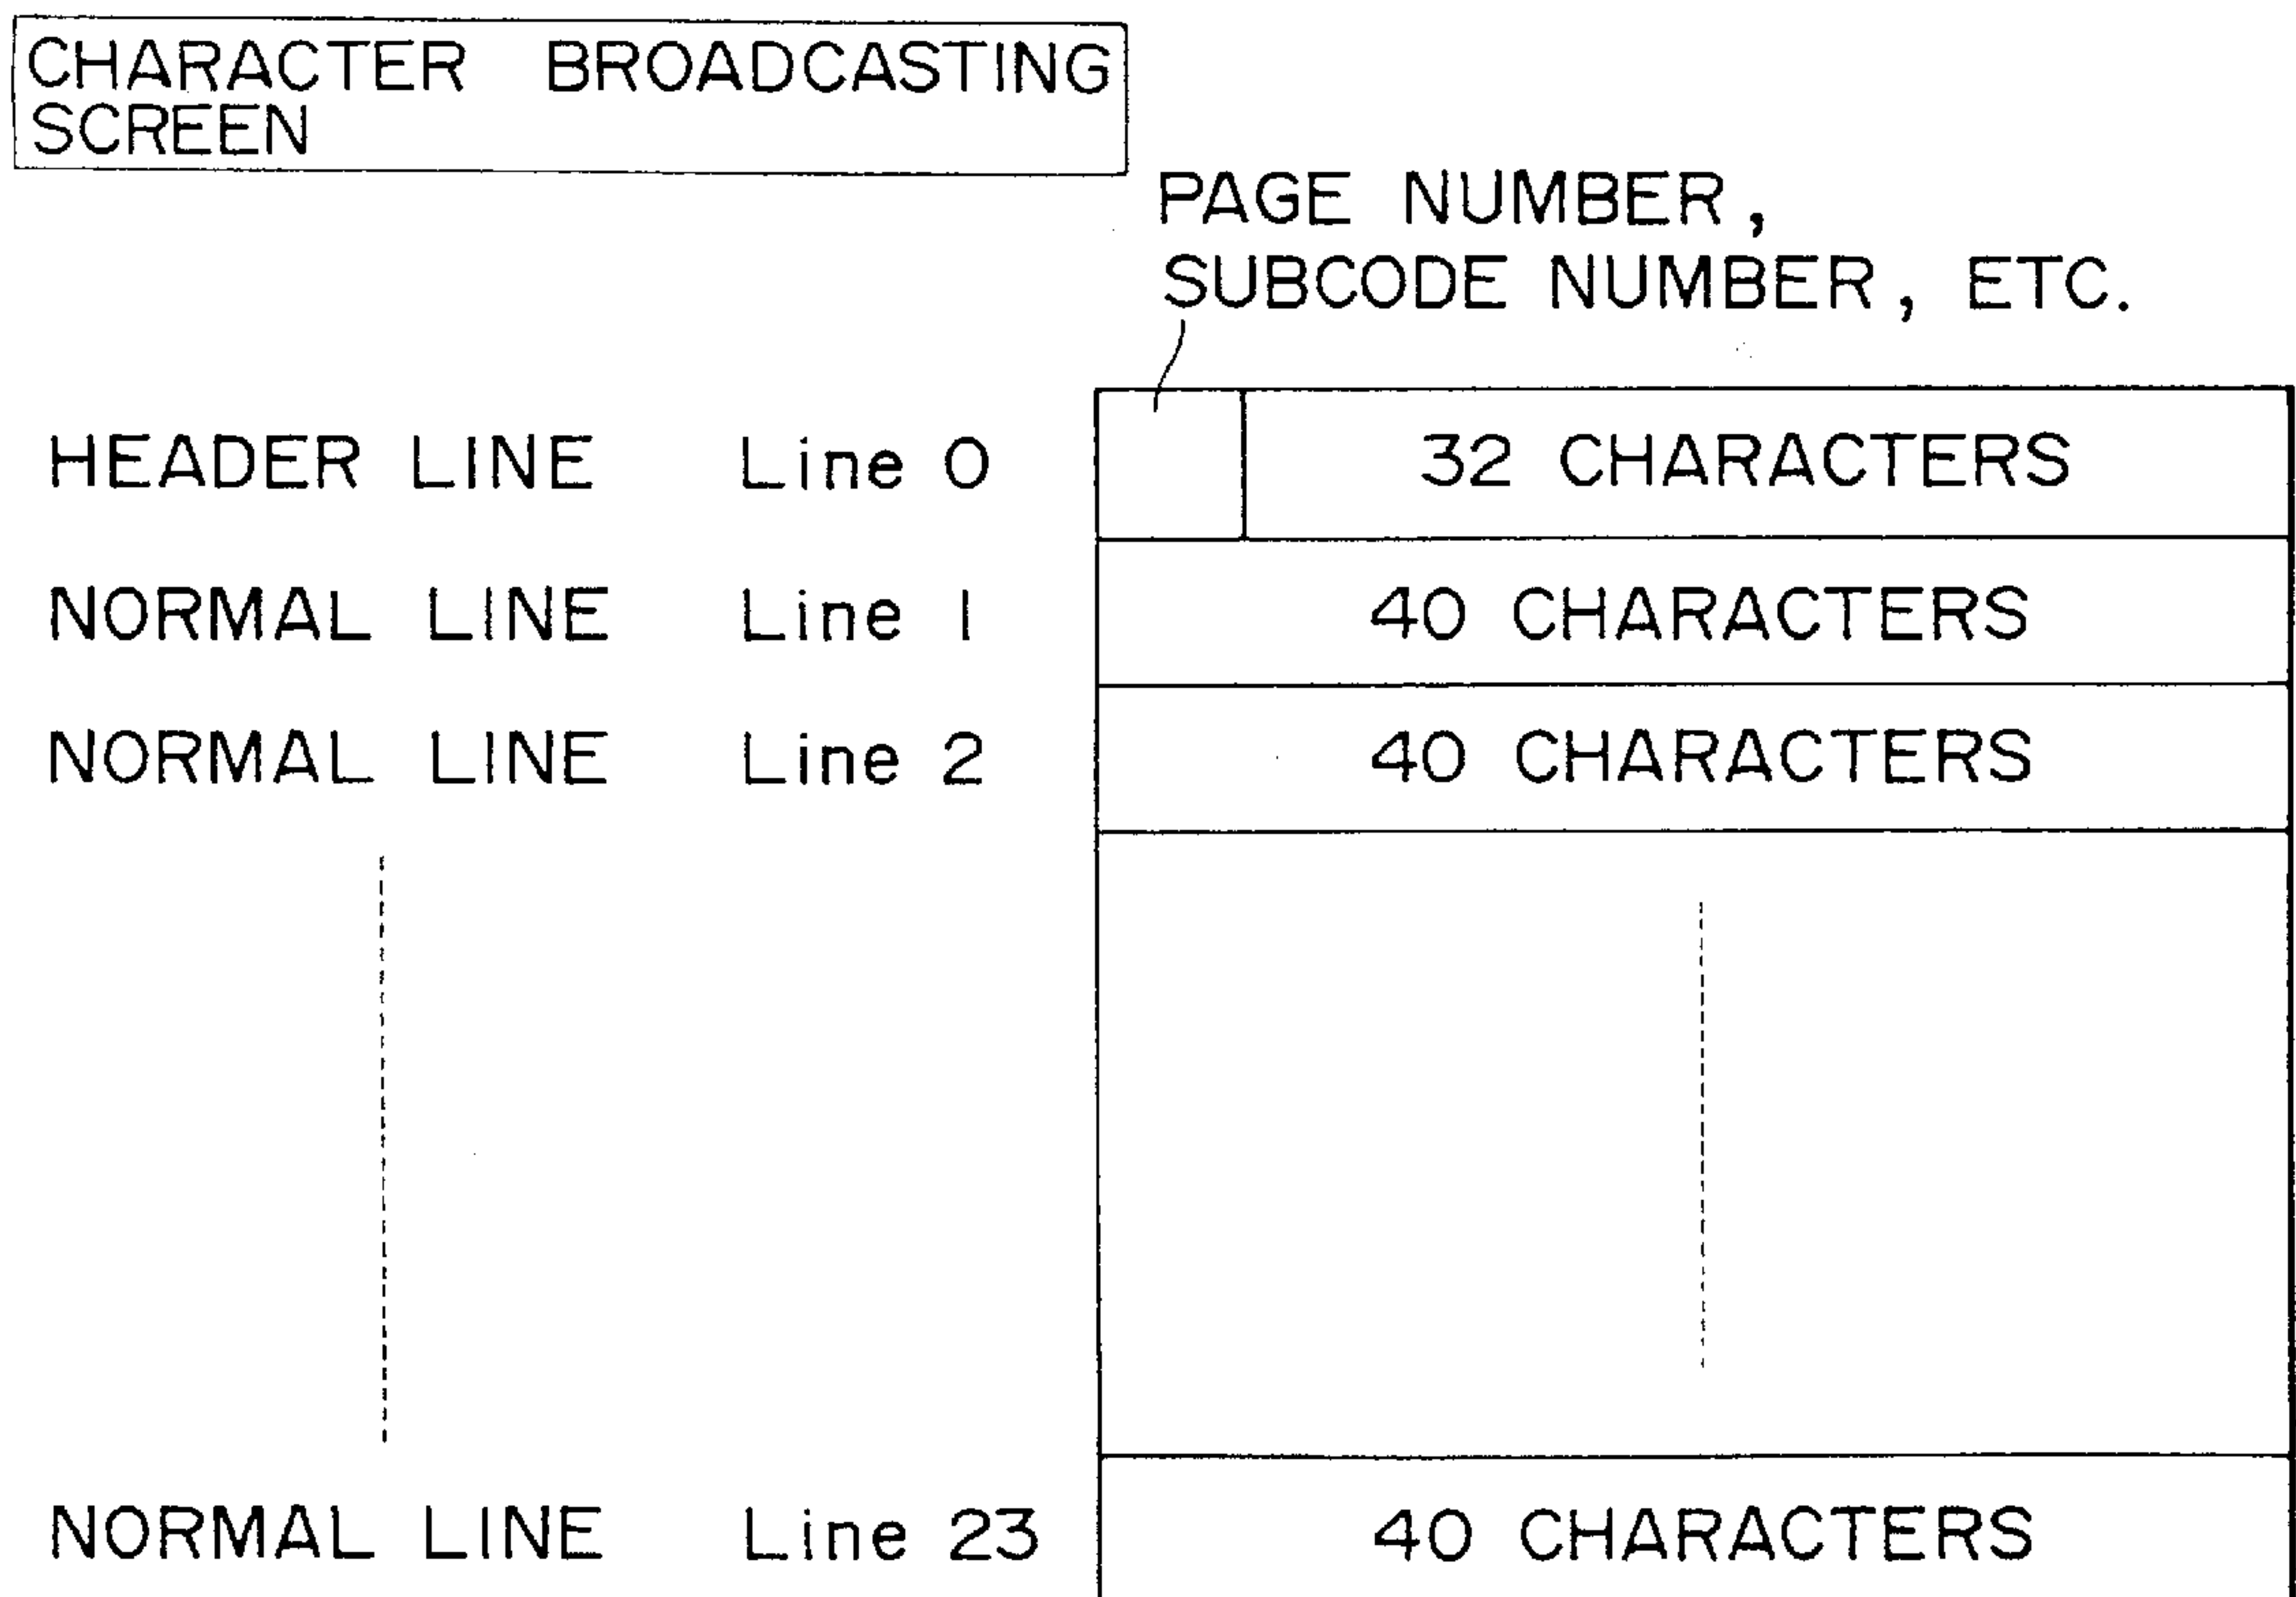 CHARACTER BROADCASTING
SCREEN
PAGE NUMBER,
SUBCODE NUMBER, ETC.
HEADER LINE Line 0 32 CHARACTERS
NORMAL LINE Line 1 40 CHARACTERS
NORMAL LINE Line 2 40 CHARACTERS
NORMAL LINE Line 23 40 CHARACTERS